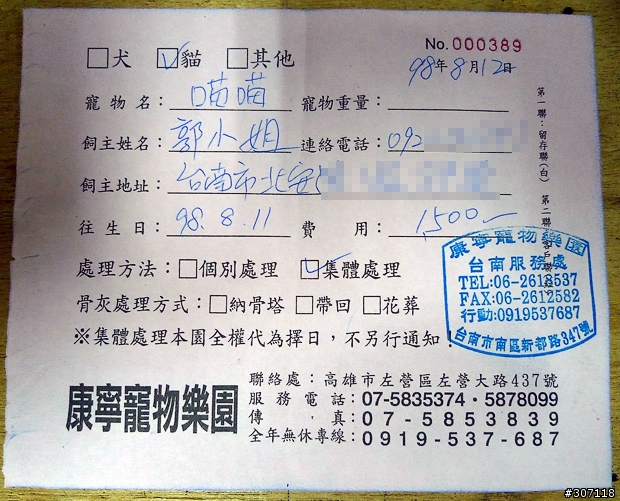 No. 000389
□犬 ☑貓 □其他
98年8月12日
寵物名：喵喵 寵物重量：
飼主姓名：郭小姐 連絡電話：092
飼主地址：台南市北安
往生日：98.8.11 費用：1,500—
處理方法：□個別處理 ☑集體處理
骨灰處理方式：□納骨塔 □帶回 □花葬
※集體處理本園全權代為擇日，不另行通知！
第一聯：留存聯(白) 第二聯：客戶聯
康寧寵物樂園
台南服務處
TEL:06-2618537
FAX:06-2612582
行動:0919537687
台南市南區新都路347號
康寧寵物樂園
聯絡處：高雄市左營區左營大路437號
服務電話：07-5835374‧5878099
傳真：07-5853839
全年無休專線：0919-537-687
#307118